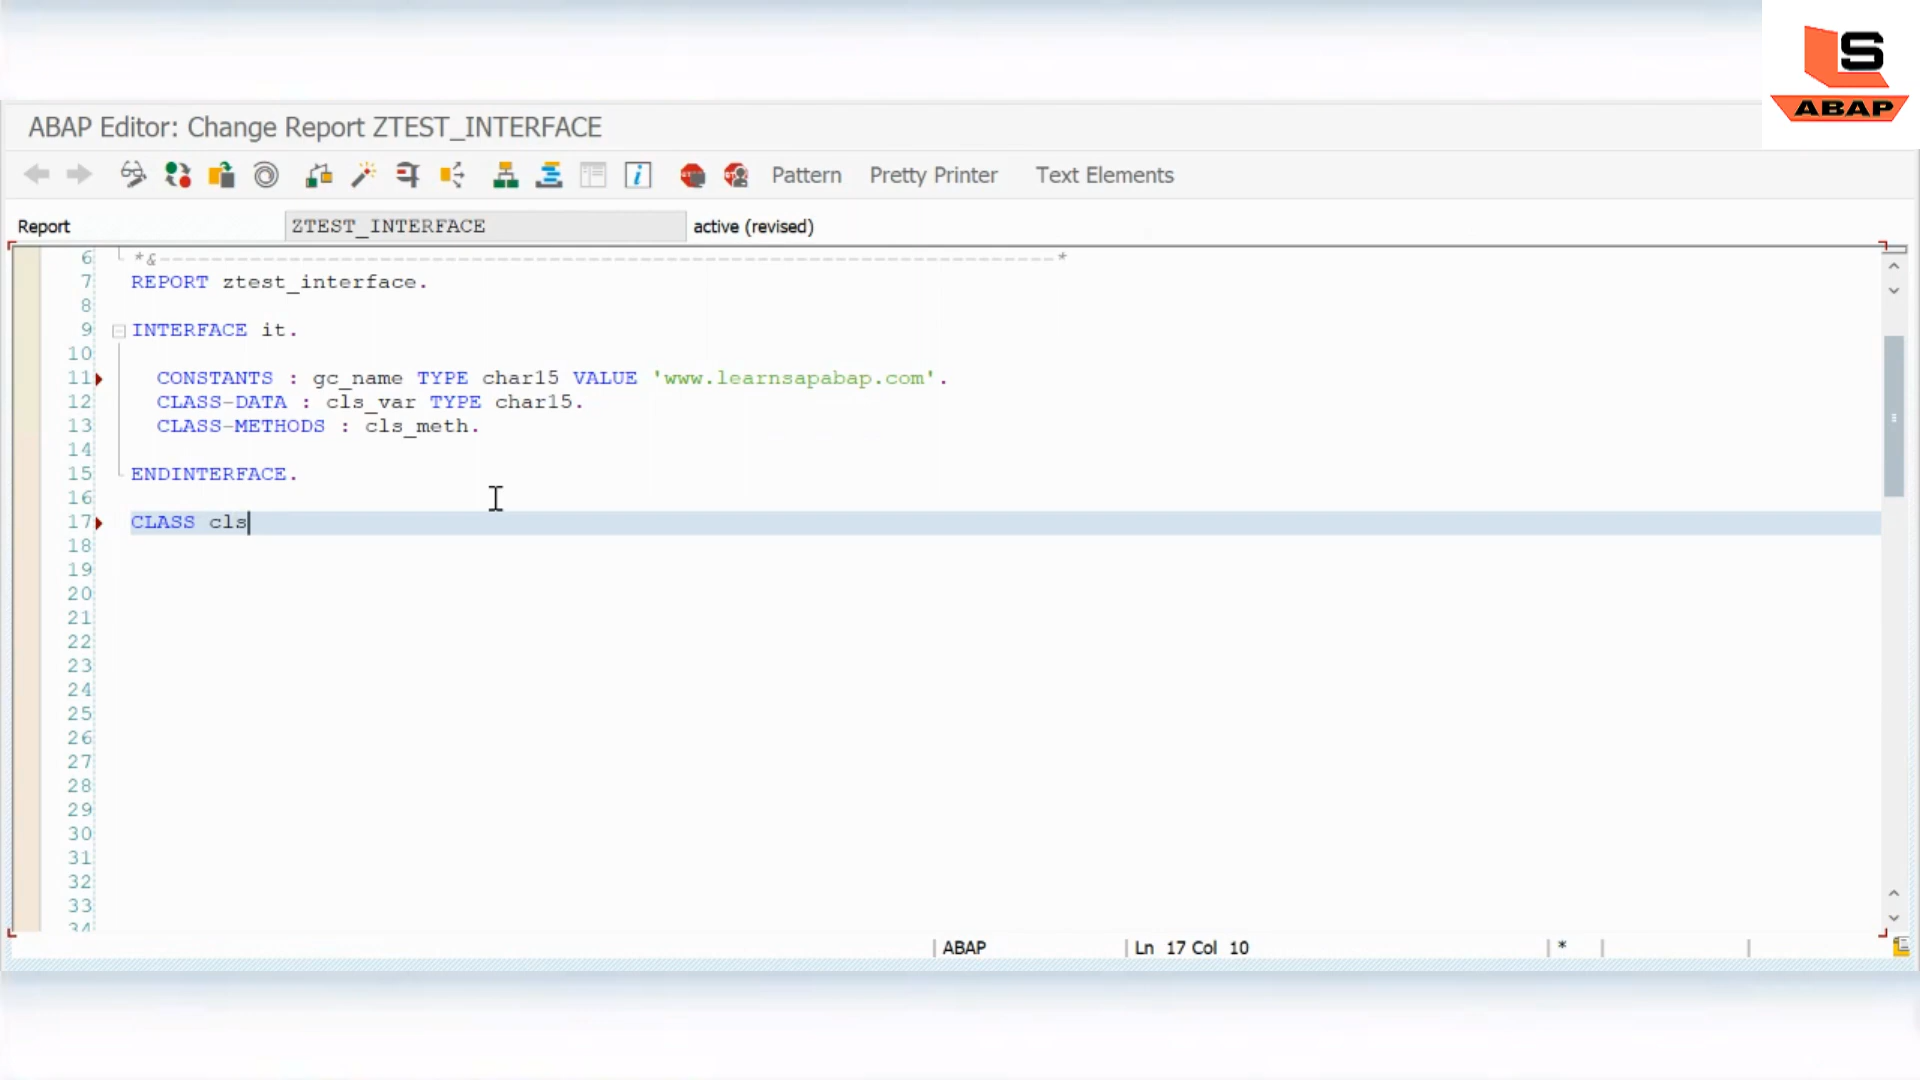 LS
ABAP
ABAP Editor: Change Report ZTEST_INTERFACE
Pattern Pretty Printer Text Elements
Report ZTEST_INTERFACE active (revised)
6 *&---------------------------------------------------------------------*
7 REPORT ztest_interface.
8
9 INTERFACE it.
10
11 CONSTANTS : gc_name TYPE char15 VALUE 'www.learnsapabap.com'.
12 CLASS-DATA : cls_var TYPE char15.
13 CLASS-METHODS : cls_meth.
14
15 ENDINTERFACE.
16
17 CLASS cls
18
19
20
21
22
23
24
25
26
27
28
29
30
31
32
33
34
ABAP Ln 17 Col 10 *